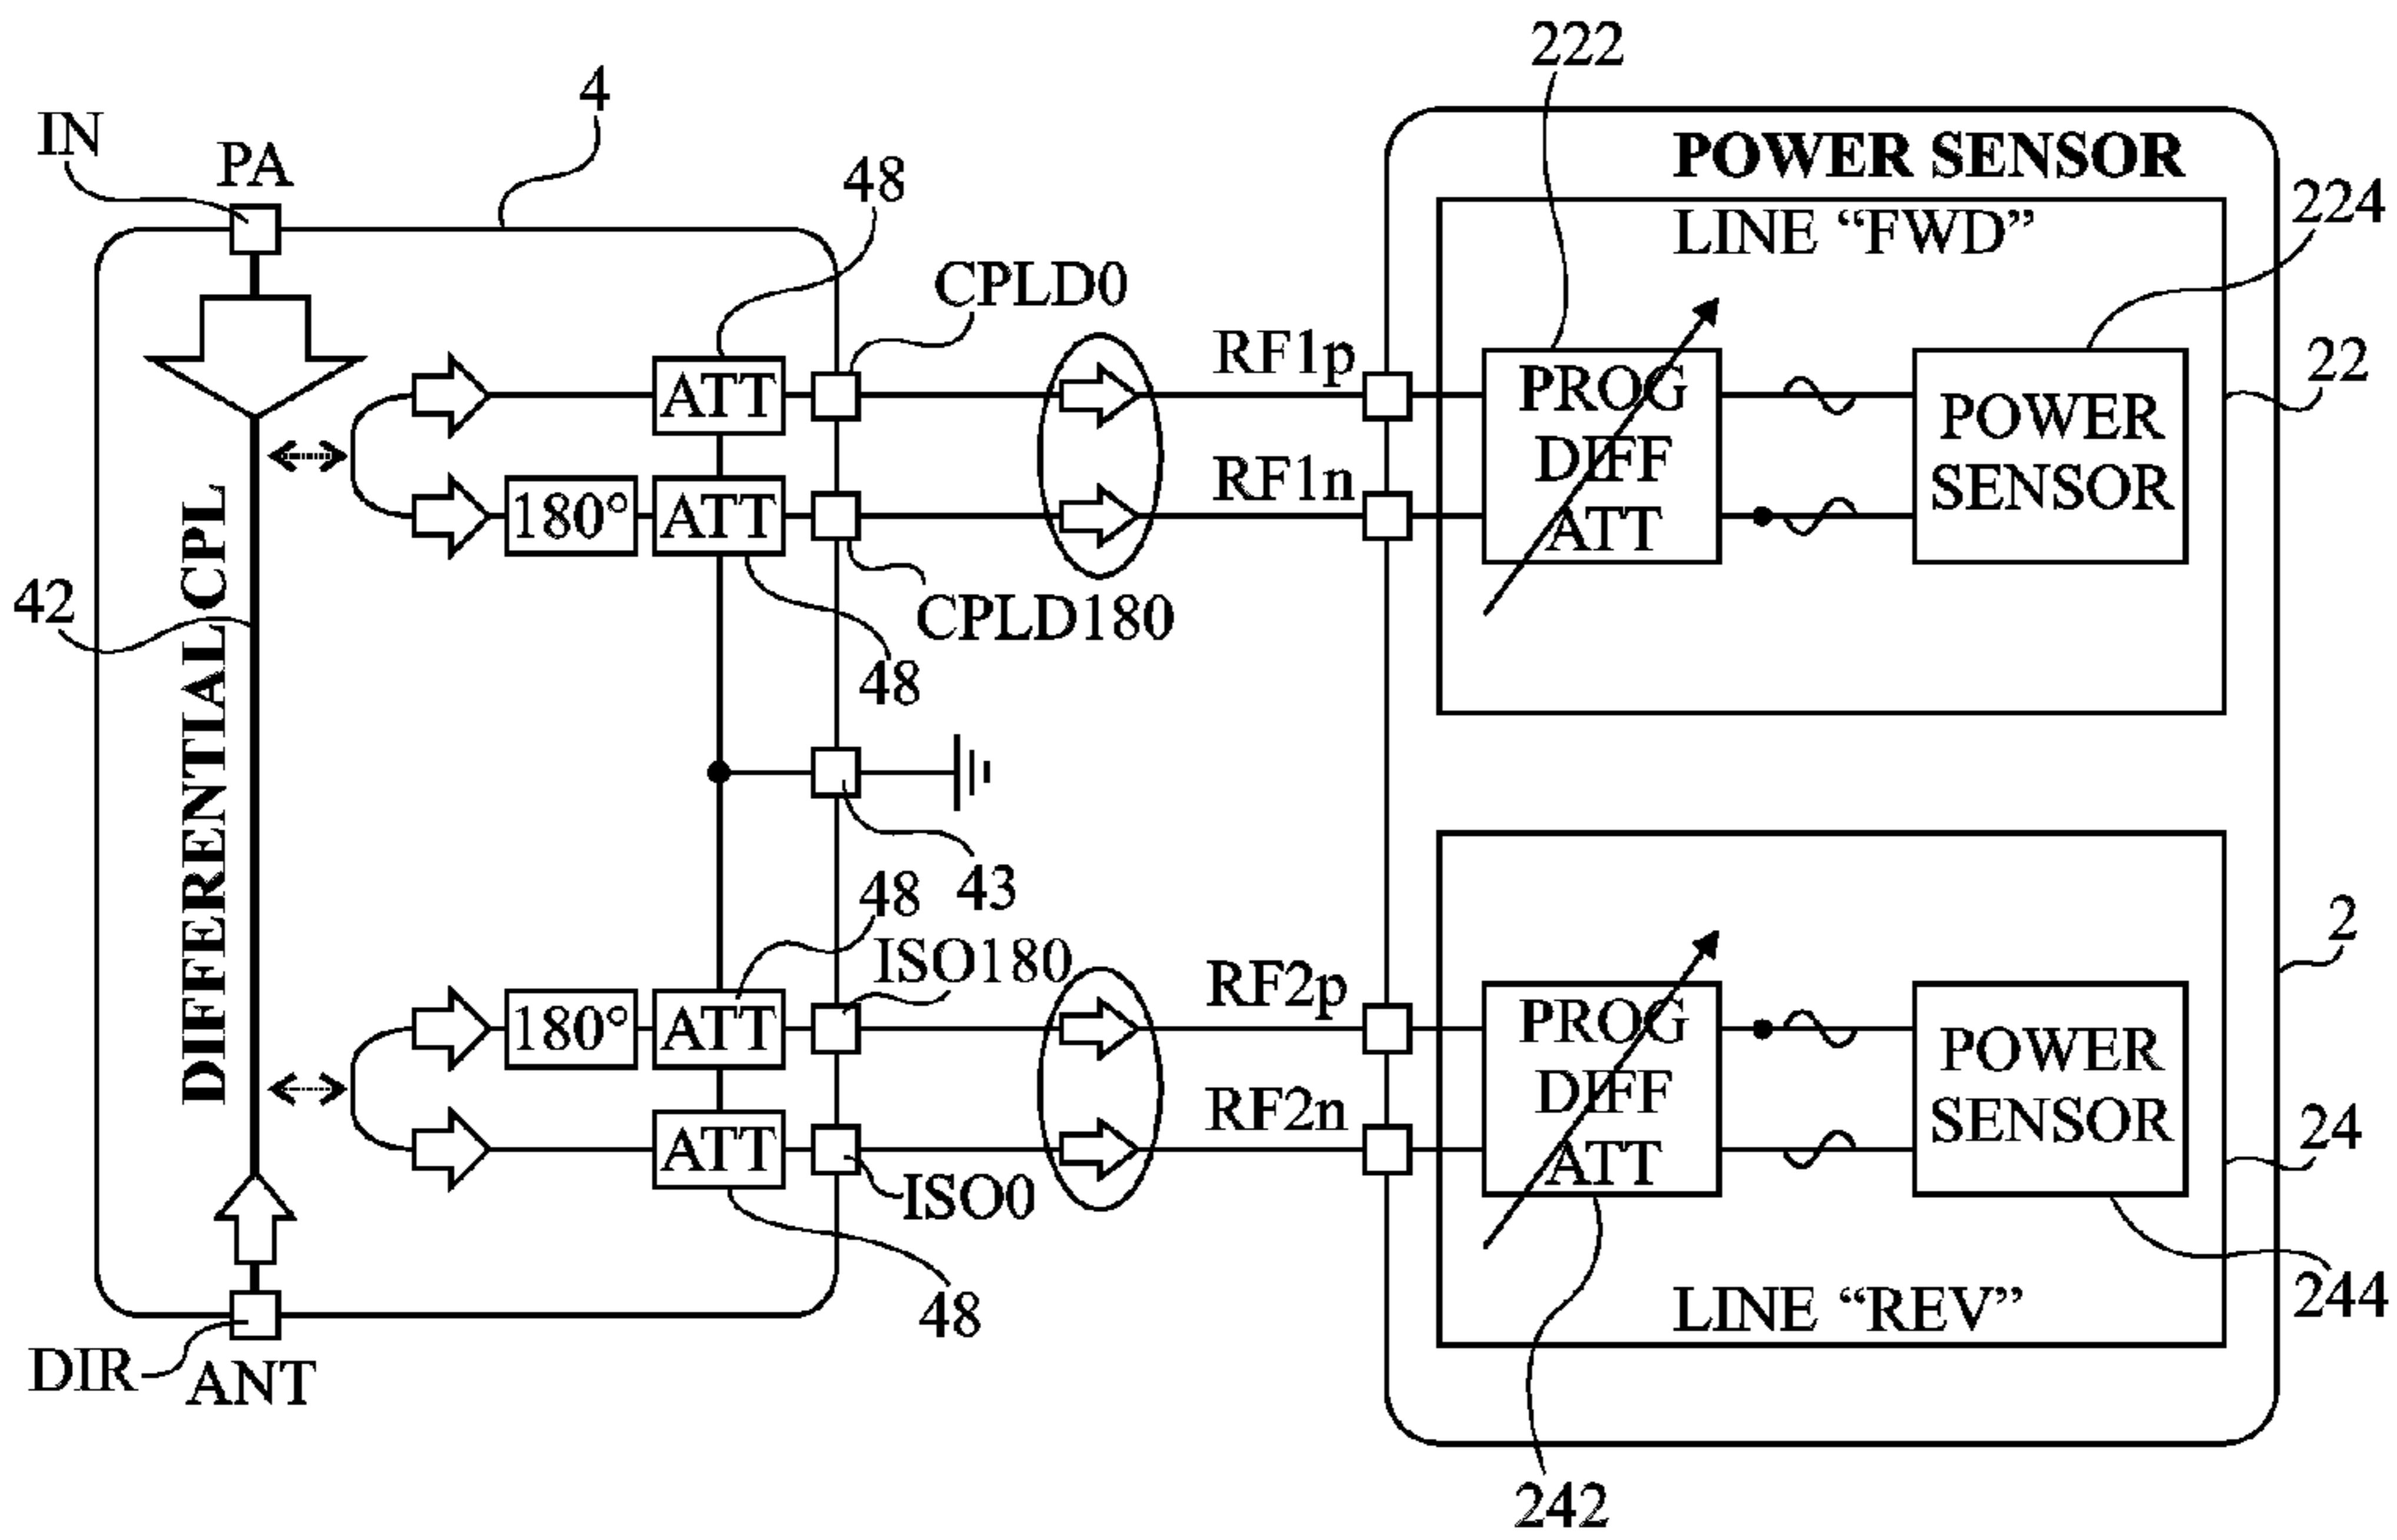 222
4
IN
PA
48
POWER SENSOR
224
LINE “FWD”
CPLD0
RF1p
22
ATT
PROG
DIFF
ATT
POWER
SENSOR
RF1n
180°
ATT
DIFFERENTIAL CPL
42
CPLD180
48
43
48
ISO180
2
RF2p
180°
ATT
PROG
DIFF
ATT
POWER
SENSOR
RF2n
24
ATT
ISO0
48
LINE “REV”
244
DIR
ANT
242